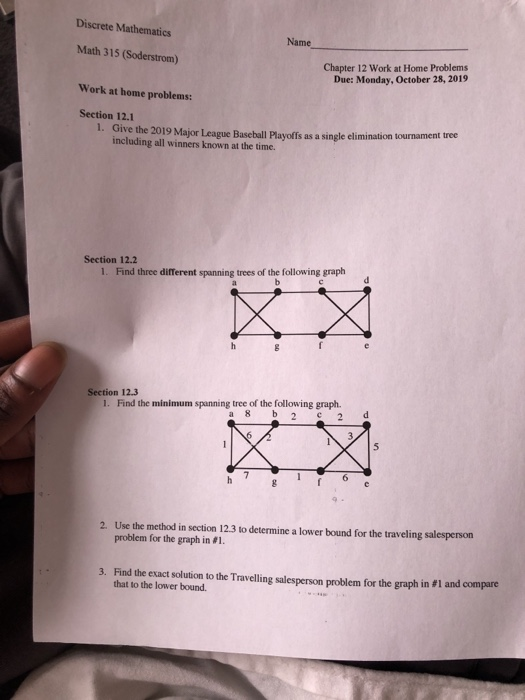 Discrete Mathematics
Name
Math 315 (Soderstrom)
Chapter 12 Work at Home Problems
Due: Monday, October 28, 2019
Work at home problems:
Section 12.1
1. Give the 2019 Major League Baseball Playoffs as a single elimination tournament tree
including all winners known at the time.
Section 12.2
1. Find three different spanning trees of the following graph
a b c d
h g f e
Section 12.3
1. Find the minimum spanning tree of the following graph.
a 8 b 2 c 2 d
6 2 1 3
1 5
h 7 g 1 f 6 e
2. Use the method in section 12.3 to determine a lower bound for the traveling salesperson
problem for the graph in #1.
3. Find the exact solution to the Travelling salesperson problem for the graph in #1 and compare
that to the lower bound.